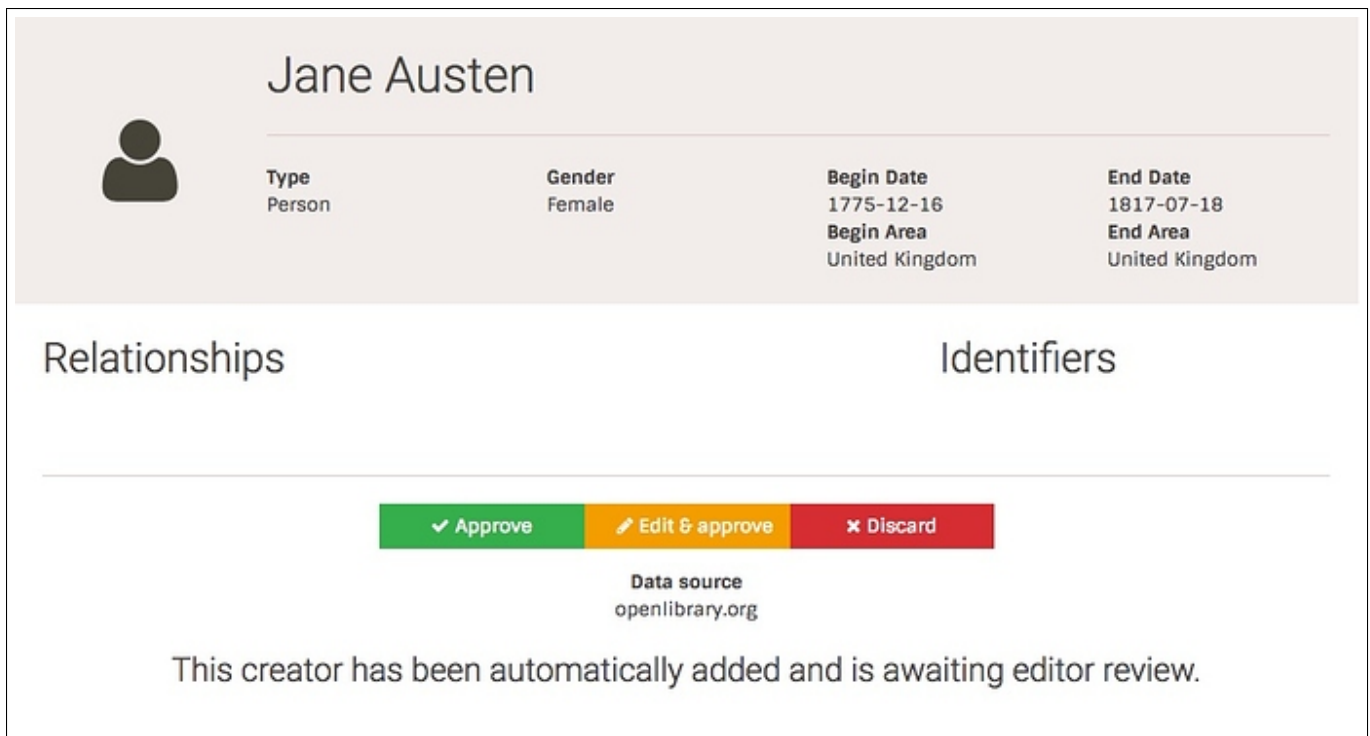 Jane Austen
Type
Person
Gender
Female
Begin Date
1775-12-16
Begin Area
United Kingdom
End Date
1817-07-18
End Area
United Kingdom
Relationships
Identifiers
Approve
Edit & approve
Discard
Data source
openlibrary.org
This creator has been automatically added and is awaiting editor review.